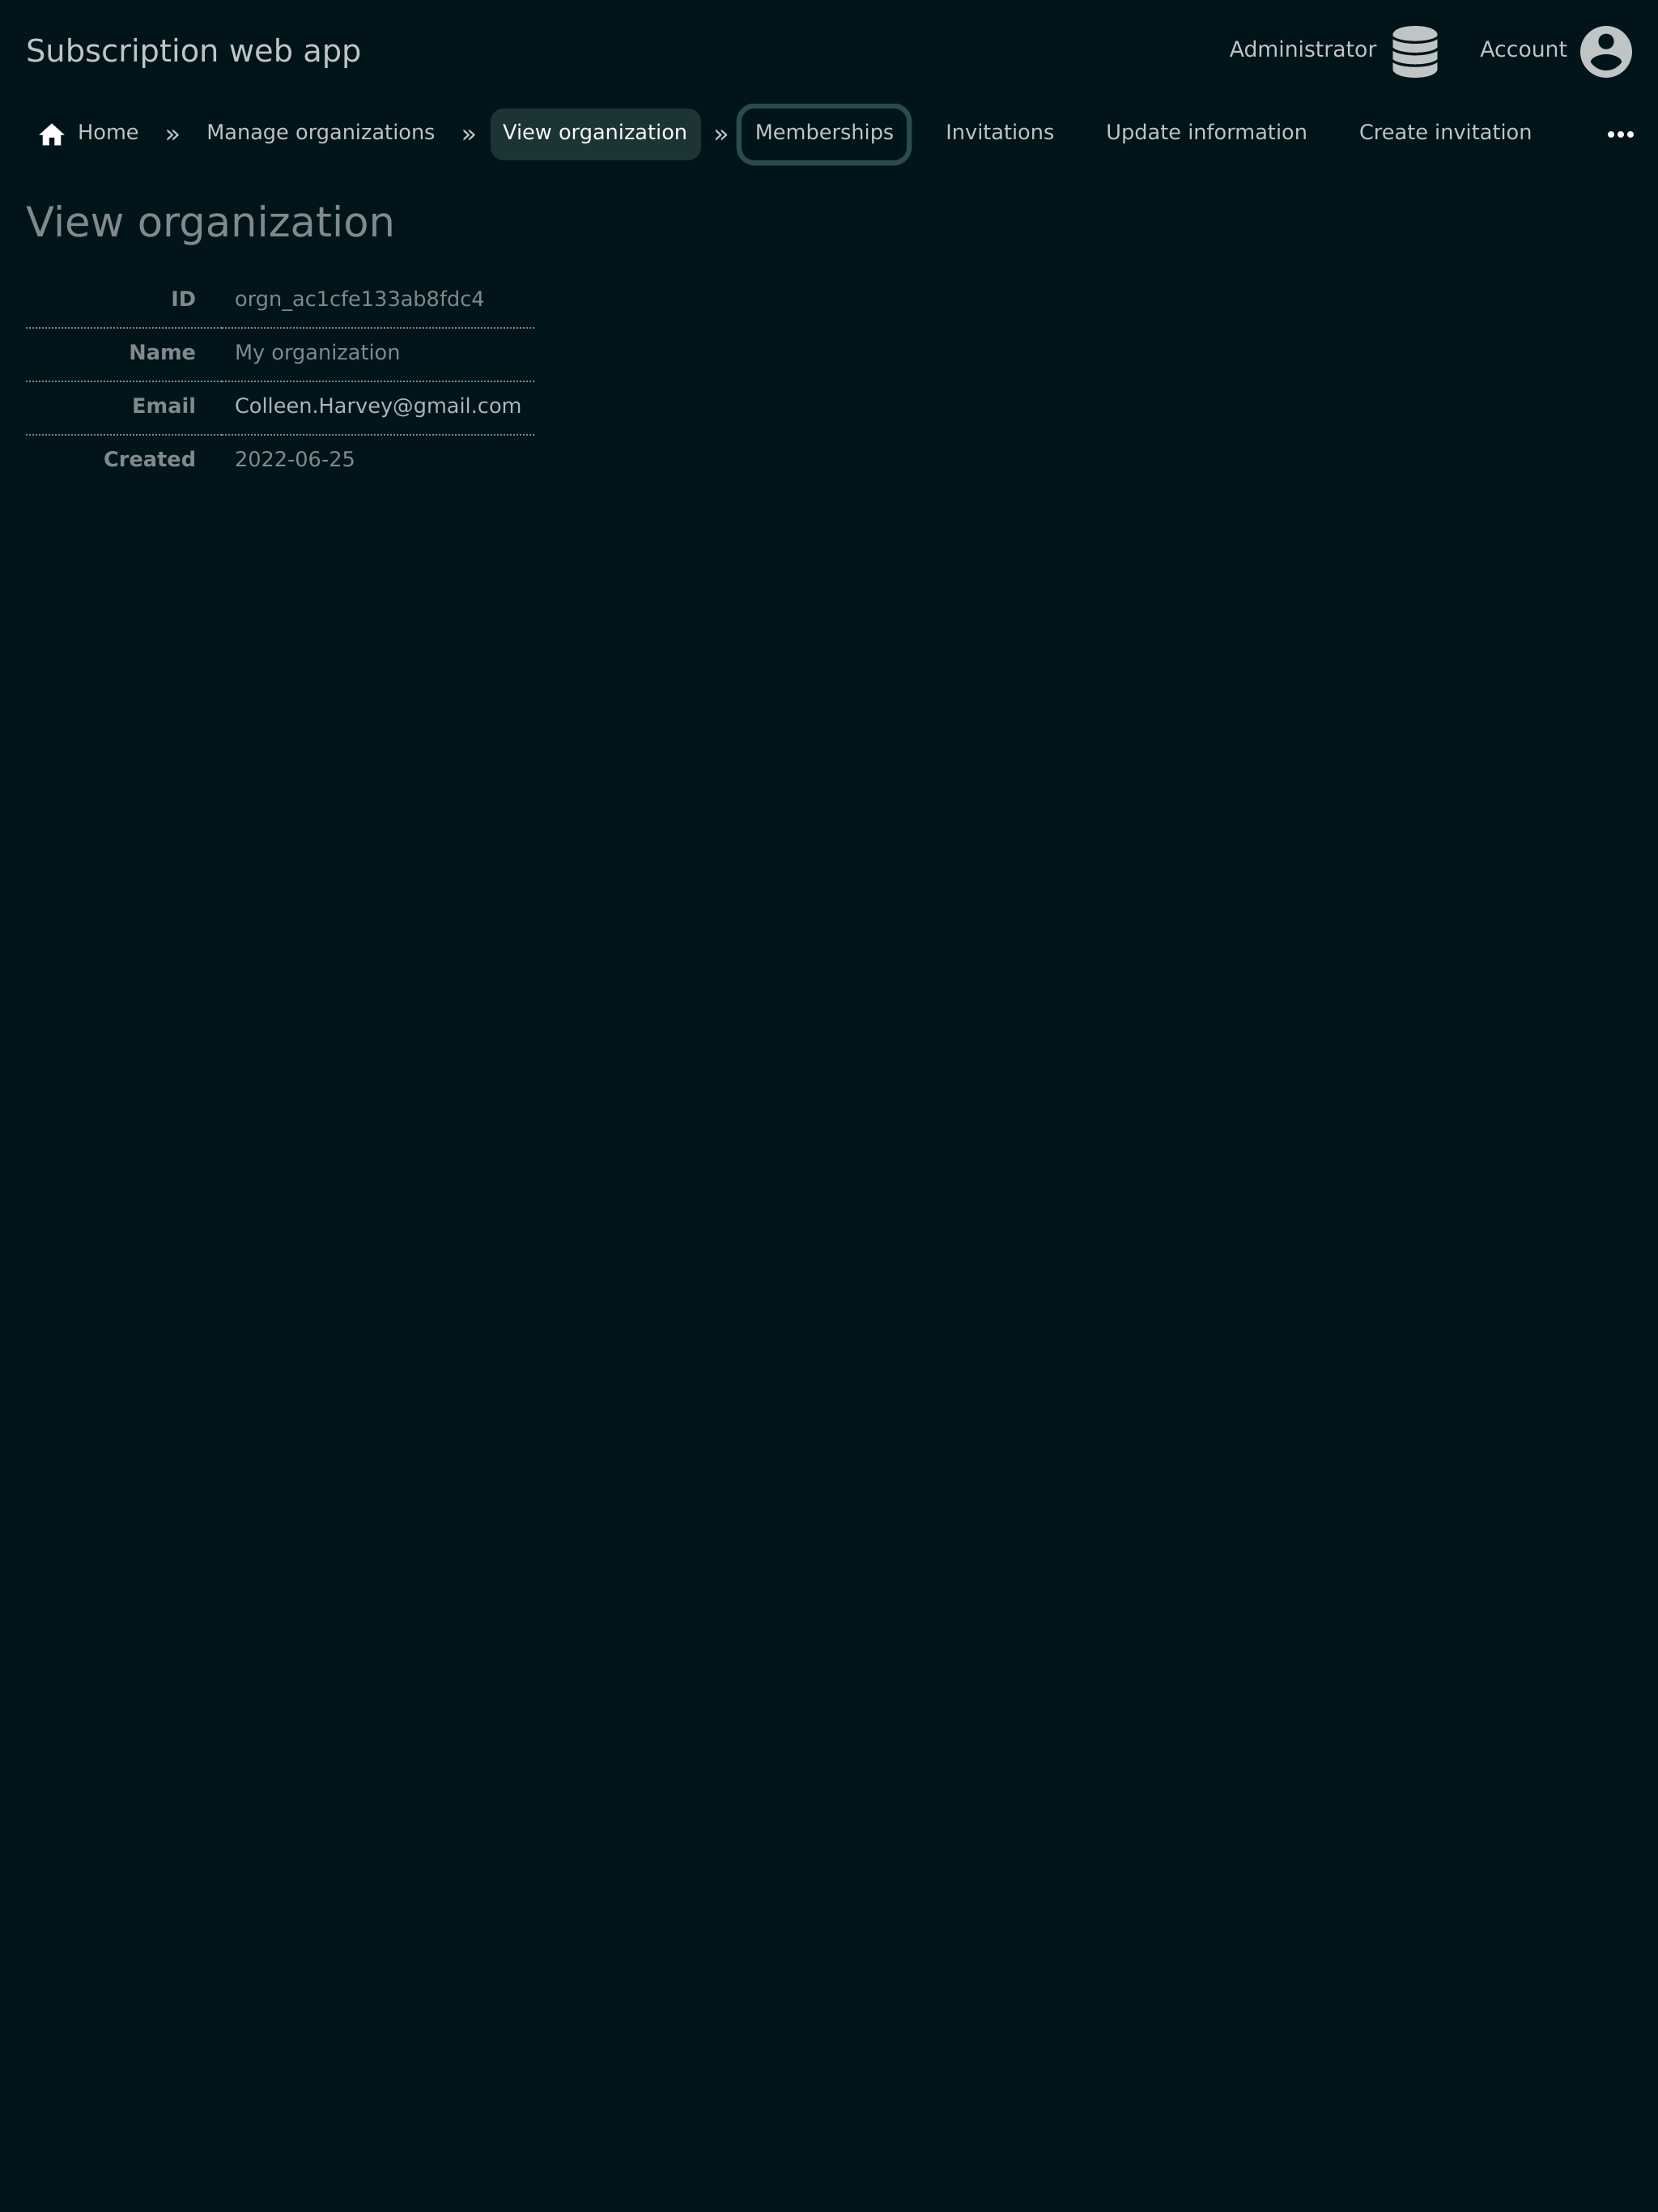 Subscription web app
Administrator
Account
Home » Manage organizations » View organization » Memberships Invitations Update information Create invitation
View organization
ID orgn_ac1cfe133ab8fdc4
Name My organization
Email Colleen.Harvey@gmail.com
Created 2022-06-25